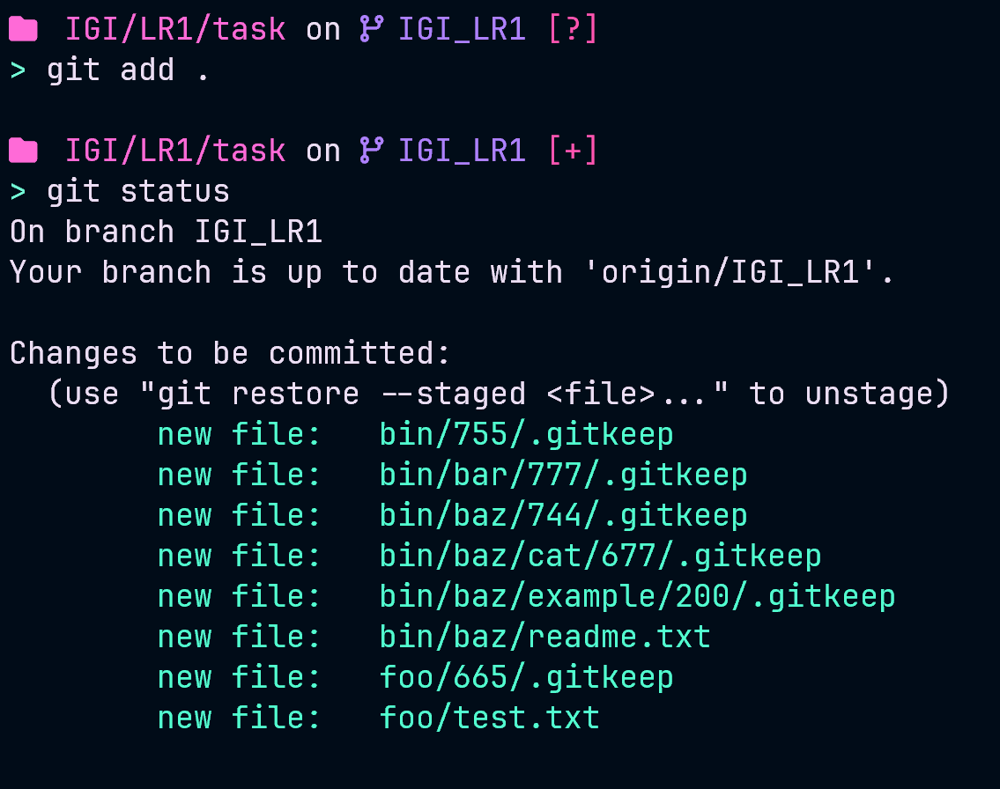 IGI/LR1/task on IGI_LR1 [?]
> git add .
IGI/LR1/task on IGI_LR1 [+]
> git status
On branch IGI_LR1
Your branch is up to date with 'origin/IGI_LR1'.
Changes to be committed:
(use "git restore --staged <file>..." to unstage)
new file: bin/755/.gitkeep
new file: bin/bar/777/.gitkeep
new file: bin/baz/744/.gitkeep
new file: bin/baz/cat/677/.gitkeep
new file: bin/baz/example/200/.gitkeep
new file: bin/baz/readme.txt
new file: foo/665/.gitkeep
new file: foo/test.txt